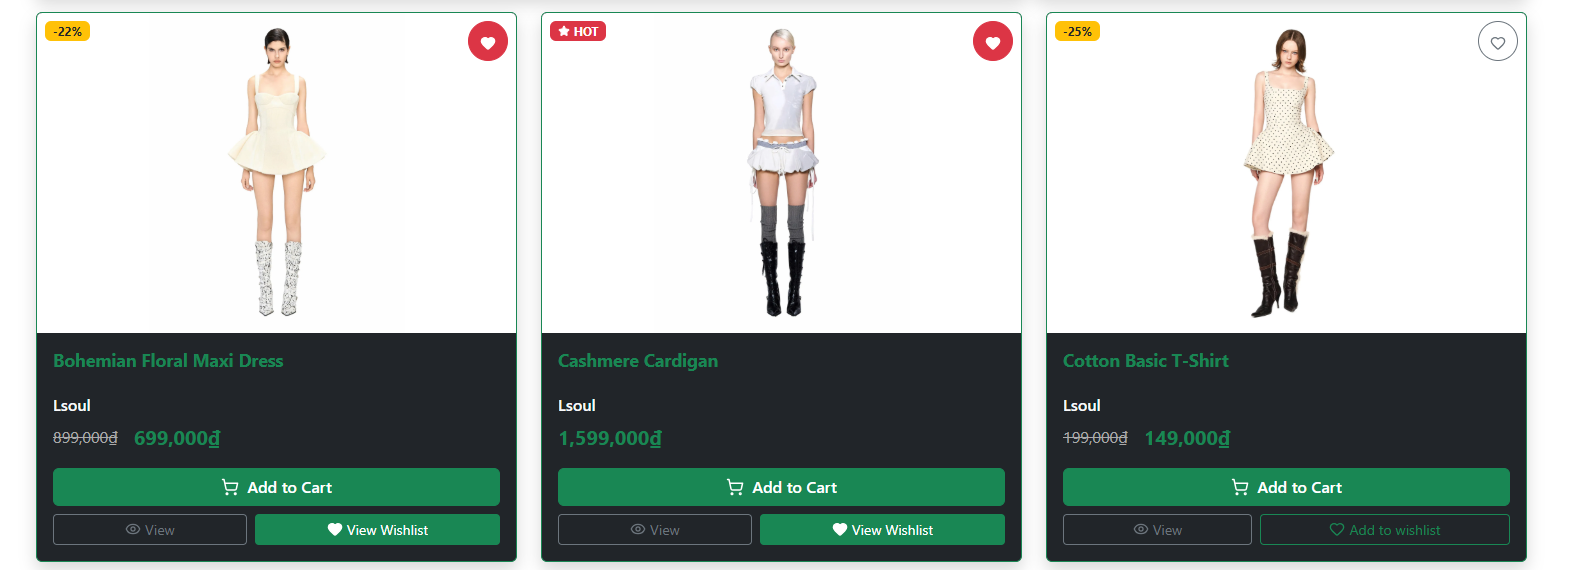 -22%
Bohemian Floral Maxi Dress
Lsoul
899,000₫ 699,000₫
Add to Cart
View
View Wishlist
HOT
Cashmere Cardigan
Lsoul
1,599,000₫
Add to Cart
View
View Wishlist
-25%
Cotton Basic T-Shirt
Lsoul
199,000₫ 149,000₫
Add to Cart
View
Add to wishlist